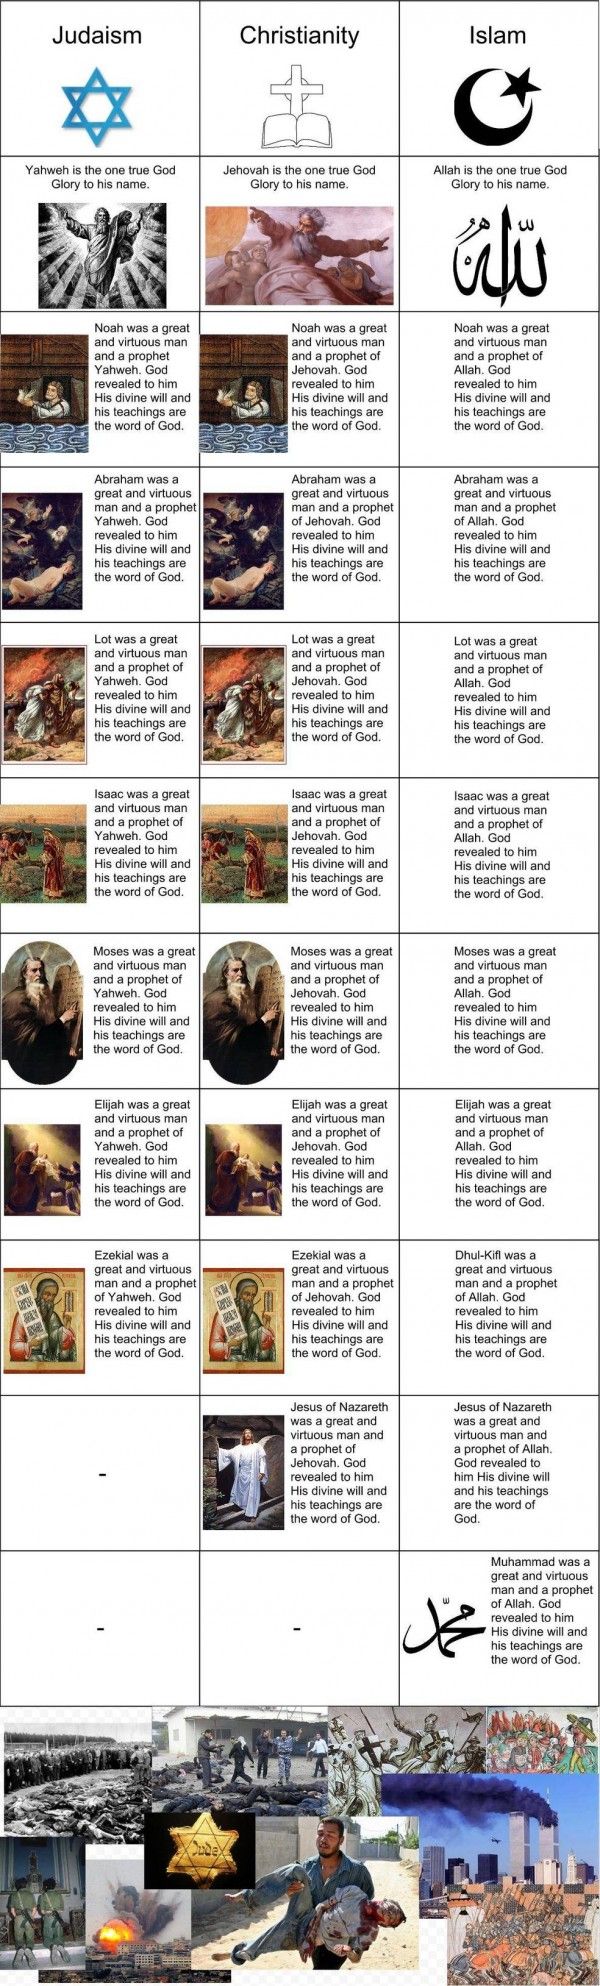 Judaism
Christianity
Islam
Yahweh is the one true God
Glory to his name.
Jehovah is the one true God
Glory to his name.
Allah is the one true God
Glory to his name.
الله
Noah was a great
and virtuous man
and a prophet
Yahweh. God
revealed to him
His divine will and
his teachings are
the word of God.
Noah was a great
and virtuous man
and a prophet of
Jehovah. God
revealed to him
His divine will and
his teachings are
the word of God.
Noah was a great
and virtuous man
and a prophet of
Allah. God
revealed to him
His divine will and
his teachings are
the word of God.
Abraham was a
great and virtuous
man and a prophet
Yahweh. God
revealed to him
His divine will and
his teachings are
the word of God.
Abraham was a
great and virtuous
man and a prophet
of Jehovah. God
revealed to him
His divine will and
his teachings are
the word of God.
Abraham was a
great and virtuous
man and a prophet
of Allah. God
revealed to him
His divine will and
his teachings are
the word of God.
Lot was a great
and virtuous man
and a prophet of
Yahweh. God
revealed to him
His divine will and
his teachings are
the word of God.
Lot was a great
and virtuous man
and a prophet of
Jehovah. God
revealed to him
His divine will and
his teachings are
the word of God.
Lot was a great
and virtuous man
and a prophet of
Allah. God
revealed to him
His divine will and
his teachings are
the word of God.
Isaac was a great
and virtuous man
and a prophet of
Yahweh. God
revealed to him
His divine will and
his teachings are
the word of God.
Isaac was a great
and virtuous man
and a prophet of
Jehovah. God
revealed to him
His divine will and
his teachings are
the word of God.
Isaac was a great
and virtuous man
and a prophet of
Allah. God
revealed to him
His divine will and
his teachings are
the word of God.
Moses was a great
and virtuous man
and a prophet of
Yahweh. God
revealed to him
His divine will and
his teachings are
the word of God.
Moses was a great
and virtuous man
and a prophet of
Jehovah. God
revealed to him
His divine will and
his teachings are
the word of God.
Moses was a great
and virtuous man
and a prophet of
Allah. God
revealed to him
His divine will and
his teachings are
the word of God.
Elijah was a great
and virtuous man
and a prophet of
Yahweh. God
revealed to him
His divine will and
his teachings are
the word of God.
Elijah was a great
and virtuous man
and a prophet of
Jehovah. God
revealed to him
His divine will and
his teachings are
the word of God.
Elijah was a great
and virtuous man
and a prophet of
Allah. God
revealed to him
His divine will and
his teachings are
the word of God.
Ezekial was a
great and virtuous
man and a prophet
of Yahweh. God
revealed to him
His divine will and
his teachings are
the word of God.
Ezekial was a
great and virtuous
man and a prophet
of Jehovah. God
revealed to him
His divine will and
his teachings are
the word of God.
Dhul-Kifl was a
great and virtuous
man and a prophet
of Allah. God
revealed to him
His divine will and
his teachings are
the word of God.
-
Jesus of Nazareth
was a great and
virtuous man and
a prophet of
Jehovah. God
revealed to him
His divine will and
his teachings are
the word of God.
Jesus of Nazareth
was a great and
virtuous man and
a prophet of Allah.
God revealed to
him His divine will
and his teachings
are the word of
God.
-
-
محمد
Muhammad was a
great and virtuous
man and a prophet
of Allah. God
revealed to him
His divine will and
his teachings are
the word of God.
Jude